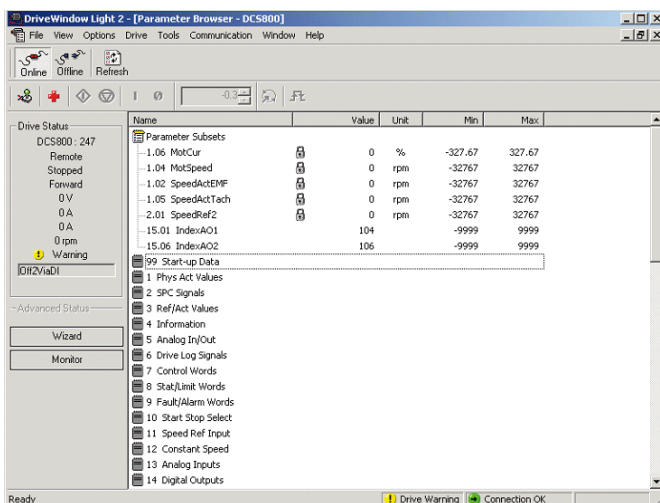 DriveWindow Light 2 - [Parameter Browser - DCS800]
File View Options Drive Tools Communication Window Help
Online Offline Refresh
-0.3
Drive Status
DCS800 : 247
Remote
Stopped
Forward
0 V
0 A
0 A
0 rpm
Warning
Off2ViaDI
Advanced Status
Wizard
Monitor
Name Value Unit Min Max
Parameter Subsets
1.06 MotCur 0 % -327.67 327.67
1.04 MotSpeed 0 rpm -32767 32767
1.02 SpeedActEMF 0 rpm -32767 32767
1.05 SpeedActTach 0 rpm -32767 32767
2.01 SpeedRef2 0 rpm -32767 32767
15.01 IndexAO1 104 -9999 9999
15.06 IndexAO2 106 -9999 9999
99 Start-up Data
1 Phys Act Values
2 SPC Signals
3 Ref/Act Values
4 Information
5 Analog In/Out
6 Drive Log Signals
7 Control Words
8 Stat/Limit Words
9 Fault/Alarm Words
10 Start Stop Select
11 Speed Ref Input
12 Constant Speed
13 Analog Inputs
14 Digital Outputs
Ready Drive Warning Connection OK